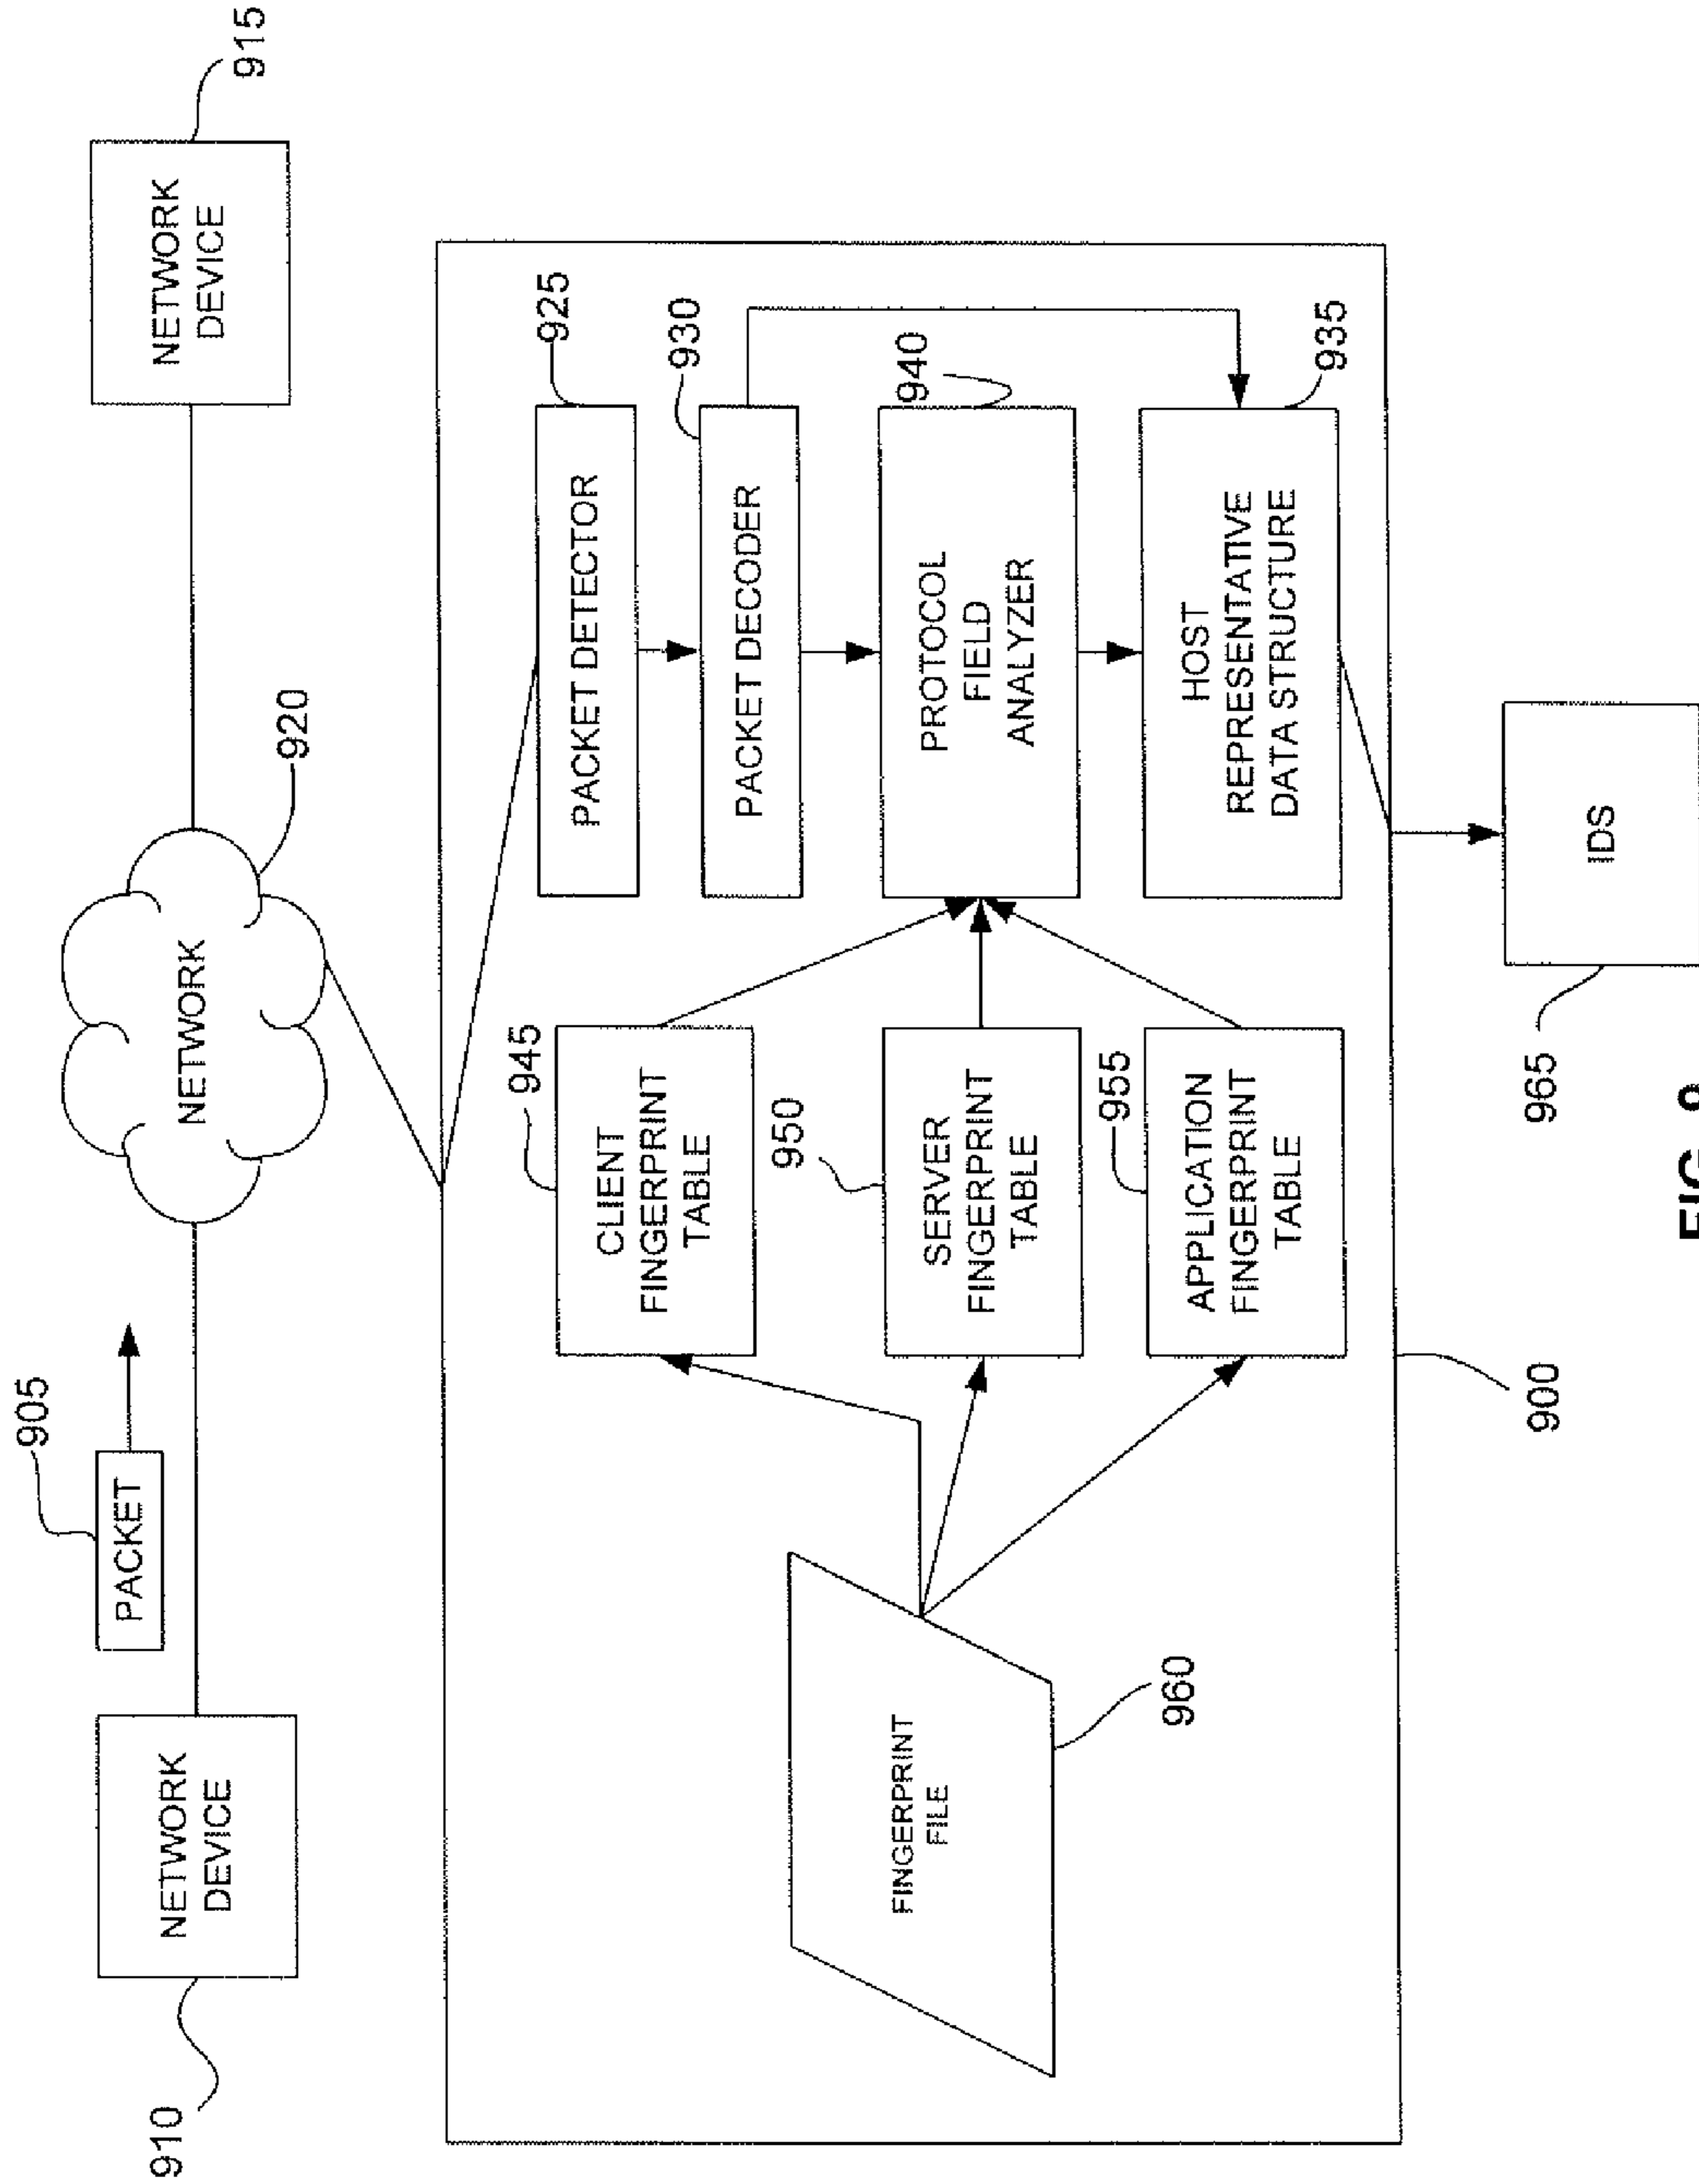 905
PACKET
910
NETWORK
DEVICE
NETWORK
920
NETWORK
DEVICE
915
PACKET DETECTOR
925
PACKET DECODER
930
PROTOCOL
FIELD
ANALYZER
940
HOST
REPRESENTATIVE
DATA STRUCTURE
935
CLIENT
FINGERPRINT
TABLE
945
SERVER
FINGERPRINT
TABLE
950
APPLICATION
FINGERPRINT
TABLE
955
FINGERPRINT
FILE
960
900
IDS
965
FIG. 9